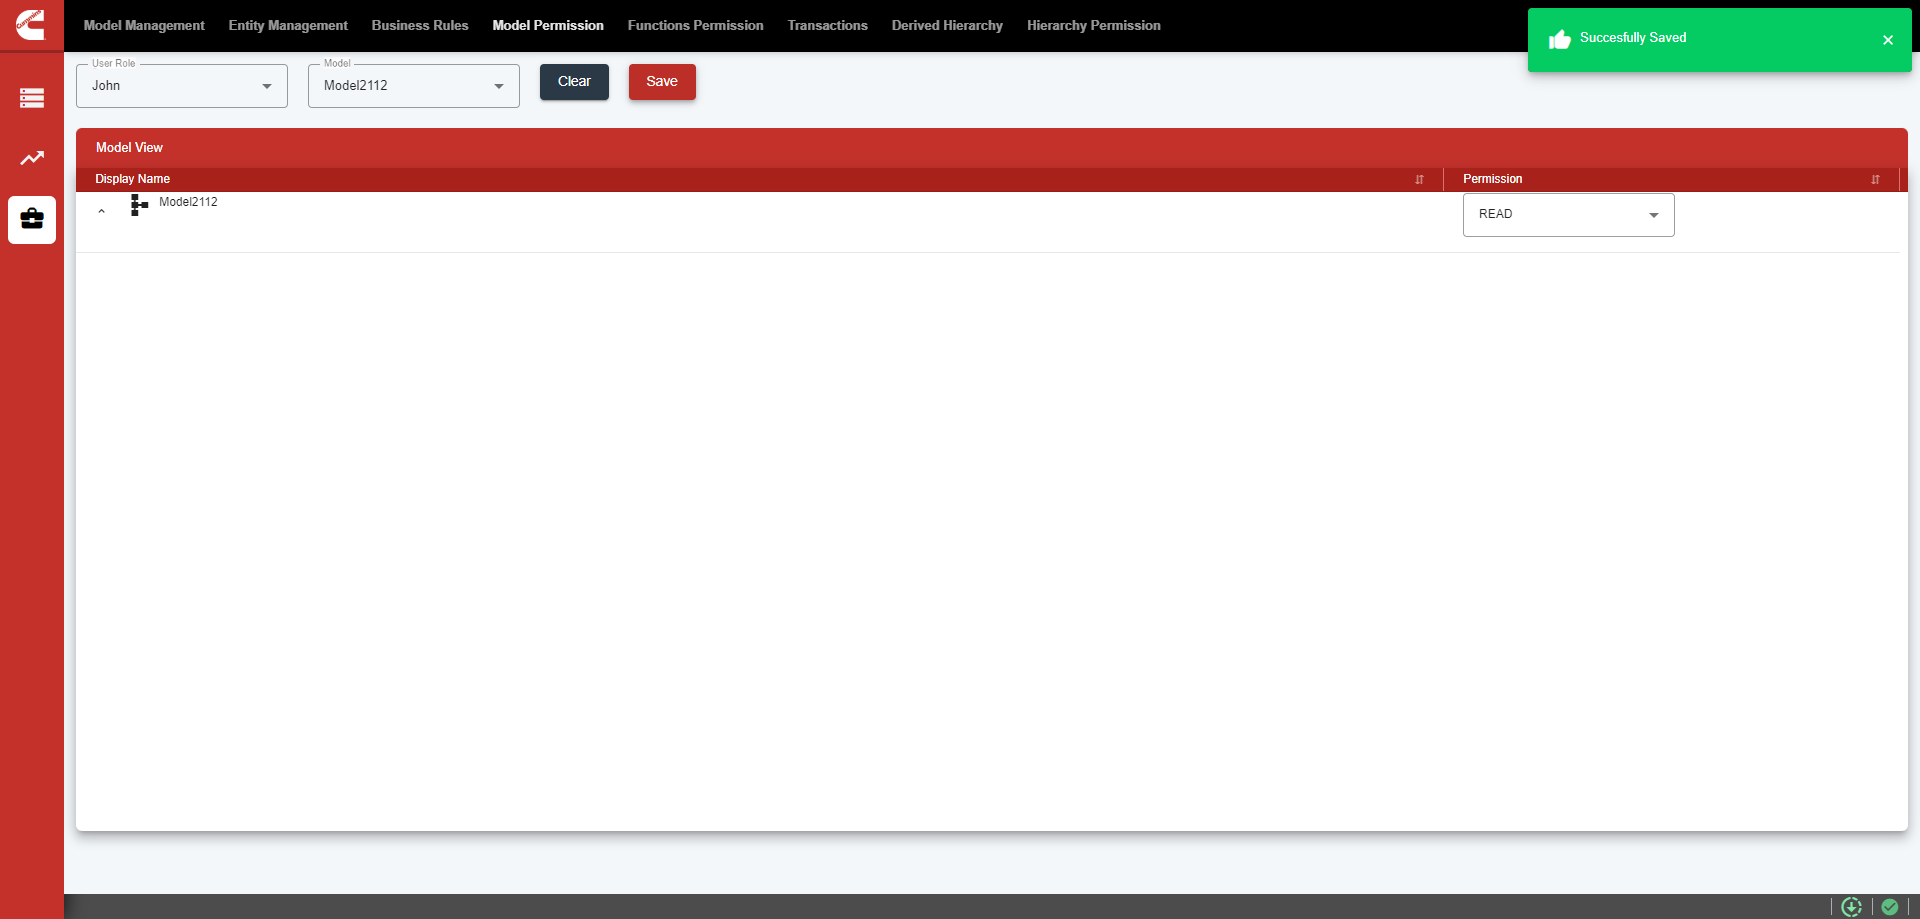 Cummins
Model Management Entity Management Business Rules Model Permission Functions Permission Transactions Derived Hierarchy Hierarchy Permission
Succesfully Saved
User Role
John
Model
Model2112
Clear
Save
Model View
Display Name Permission
Model2112
READ